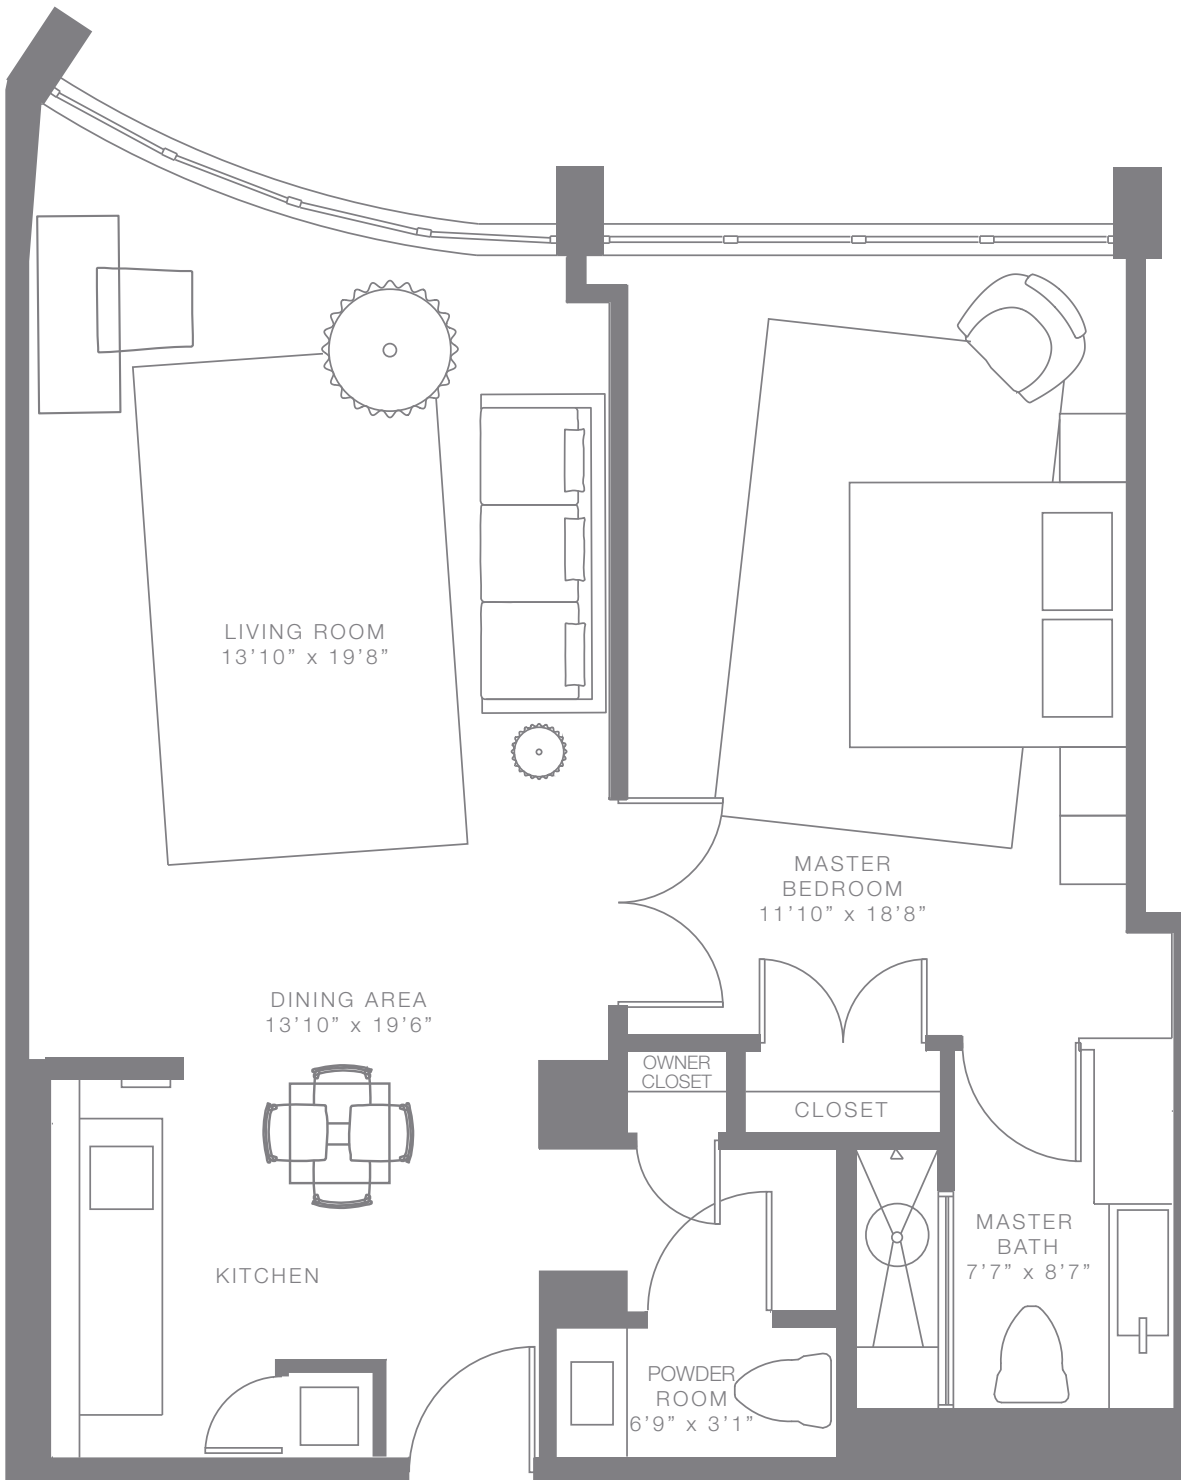 LIVING ROOM
13’10” x 19’8”
MASTER
BEDROOM
11’10” x 18’8”
DINING AREA
13’10” x 19’6”
OWNER
CLOSET
CLOSET
KITCHEN
MASTER
BATH
7’7” x 8’7”
POWDER
ROOM
6’9” x 3’1”